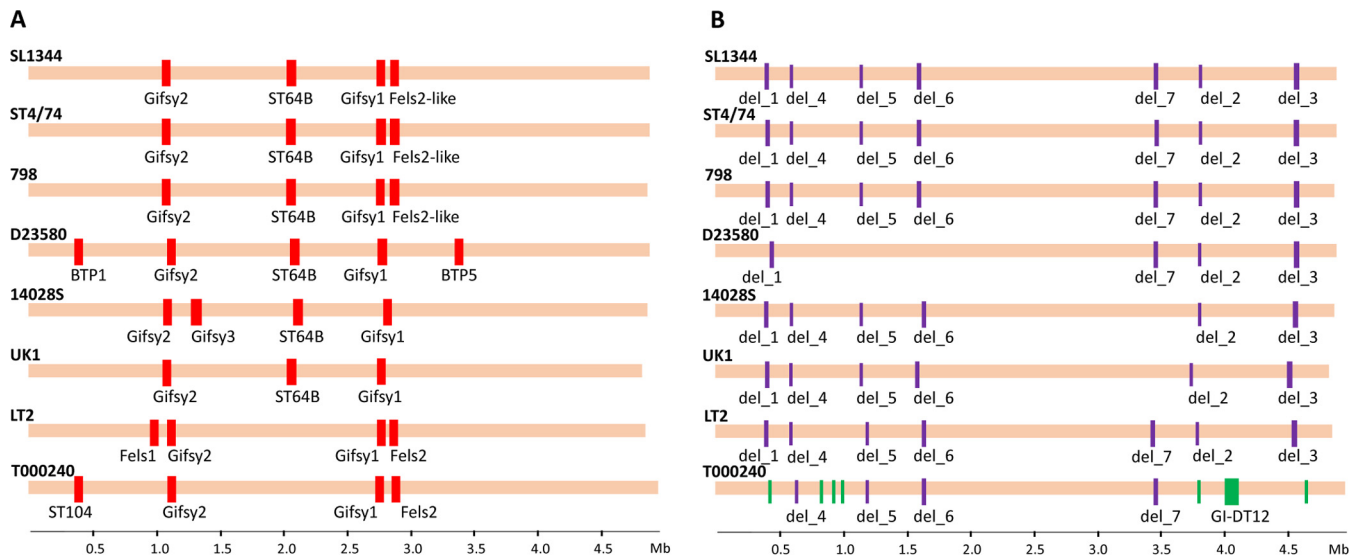 A
SL1344
Gifsy2 ST64B Gifsy1 Fels2-like
ST4/74
Gifsy2 ST64B Gifsy1 Fels2-like
798
Gifsy2 ST64B Gifsy1 Fels2-like
D23580
BTP1 Gifsy2 ST64B Gifsy1 BTP5
14028S
Gifsy2 Gifsy3 ST64B Gifsy1
UK1
Gifsy2 ST64B Gifsy1
LT2
Fels1 Gifsy2 Gifsy1 Fels2
T000240
ST104 Gifsy2 Gifsy1 Fels2
0.5 1.0 1.5 2.0 2.5 3.0 3.5 4.0 4.5 Mb
B
SL1344
del_1 del_4 del_5 del_6 del_7 del_2 del_3
ST4/74
del_1 del_4 del_5 del_6 del_7 del_2 del_3
798
del_1 del_4 del_5 del_6 del_7 del_2 del_3
D23580
del_1 del_7 del_2 del_3
14028S
del_1 del_4 del_5 del_6 del_2 del_3
UK1
del_1 del_4 del_5 del_6 del_2 del_3
LT2
del_1 del_4 del_5 del_6 del_7 del_2 del_3
T000240
del_4 del_5 del_6 del_7 GI-DT12
0.5 1.0 1.5 2.0 2.5 3.0 3.5 4.0 4.5 Mb